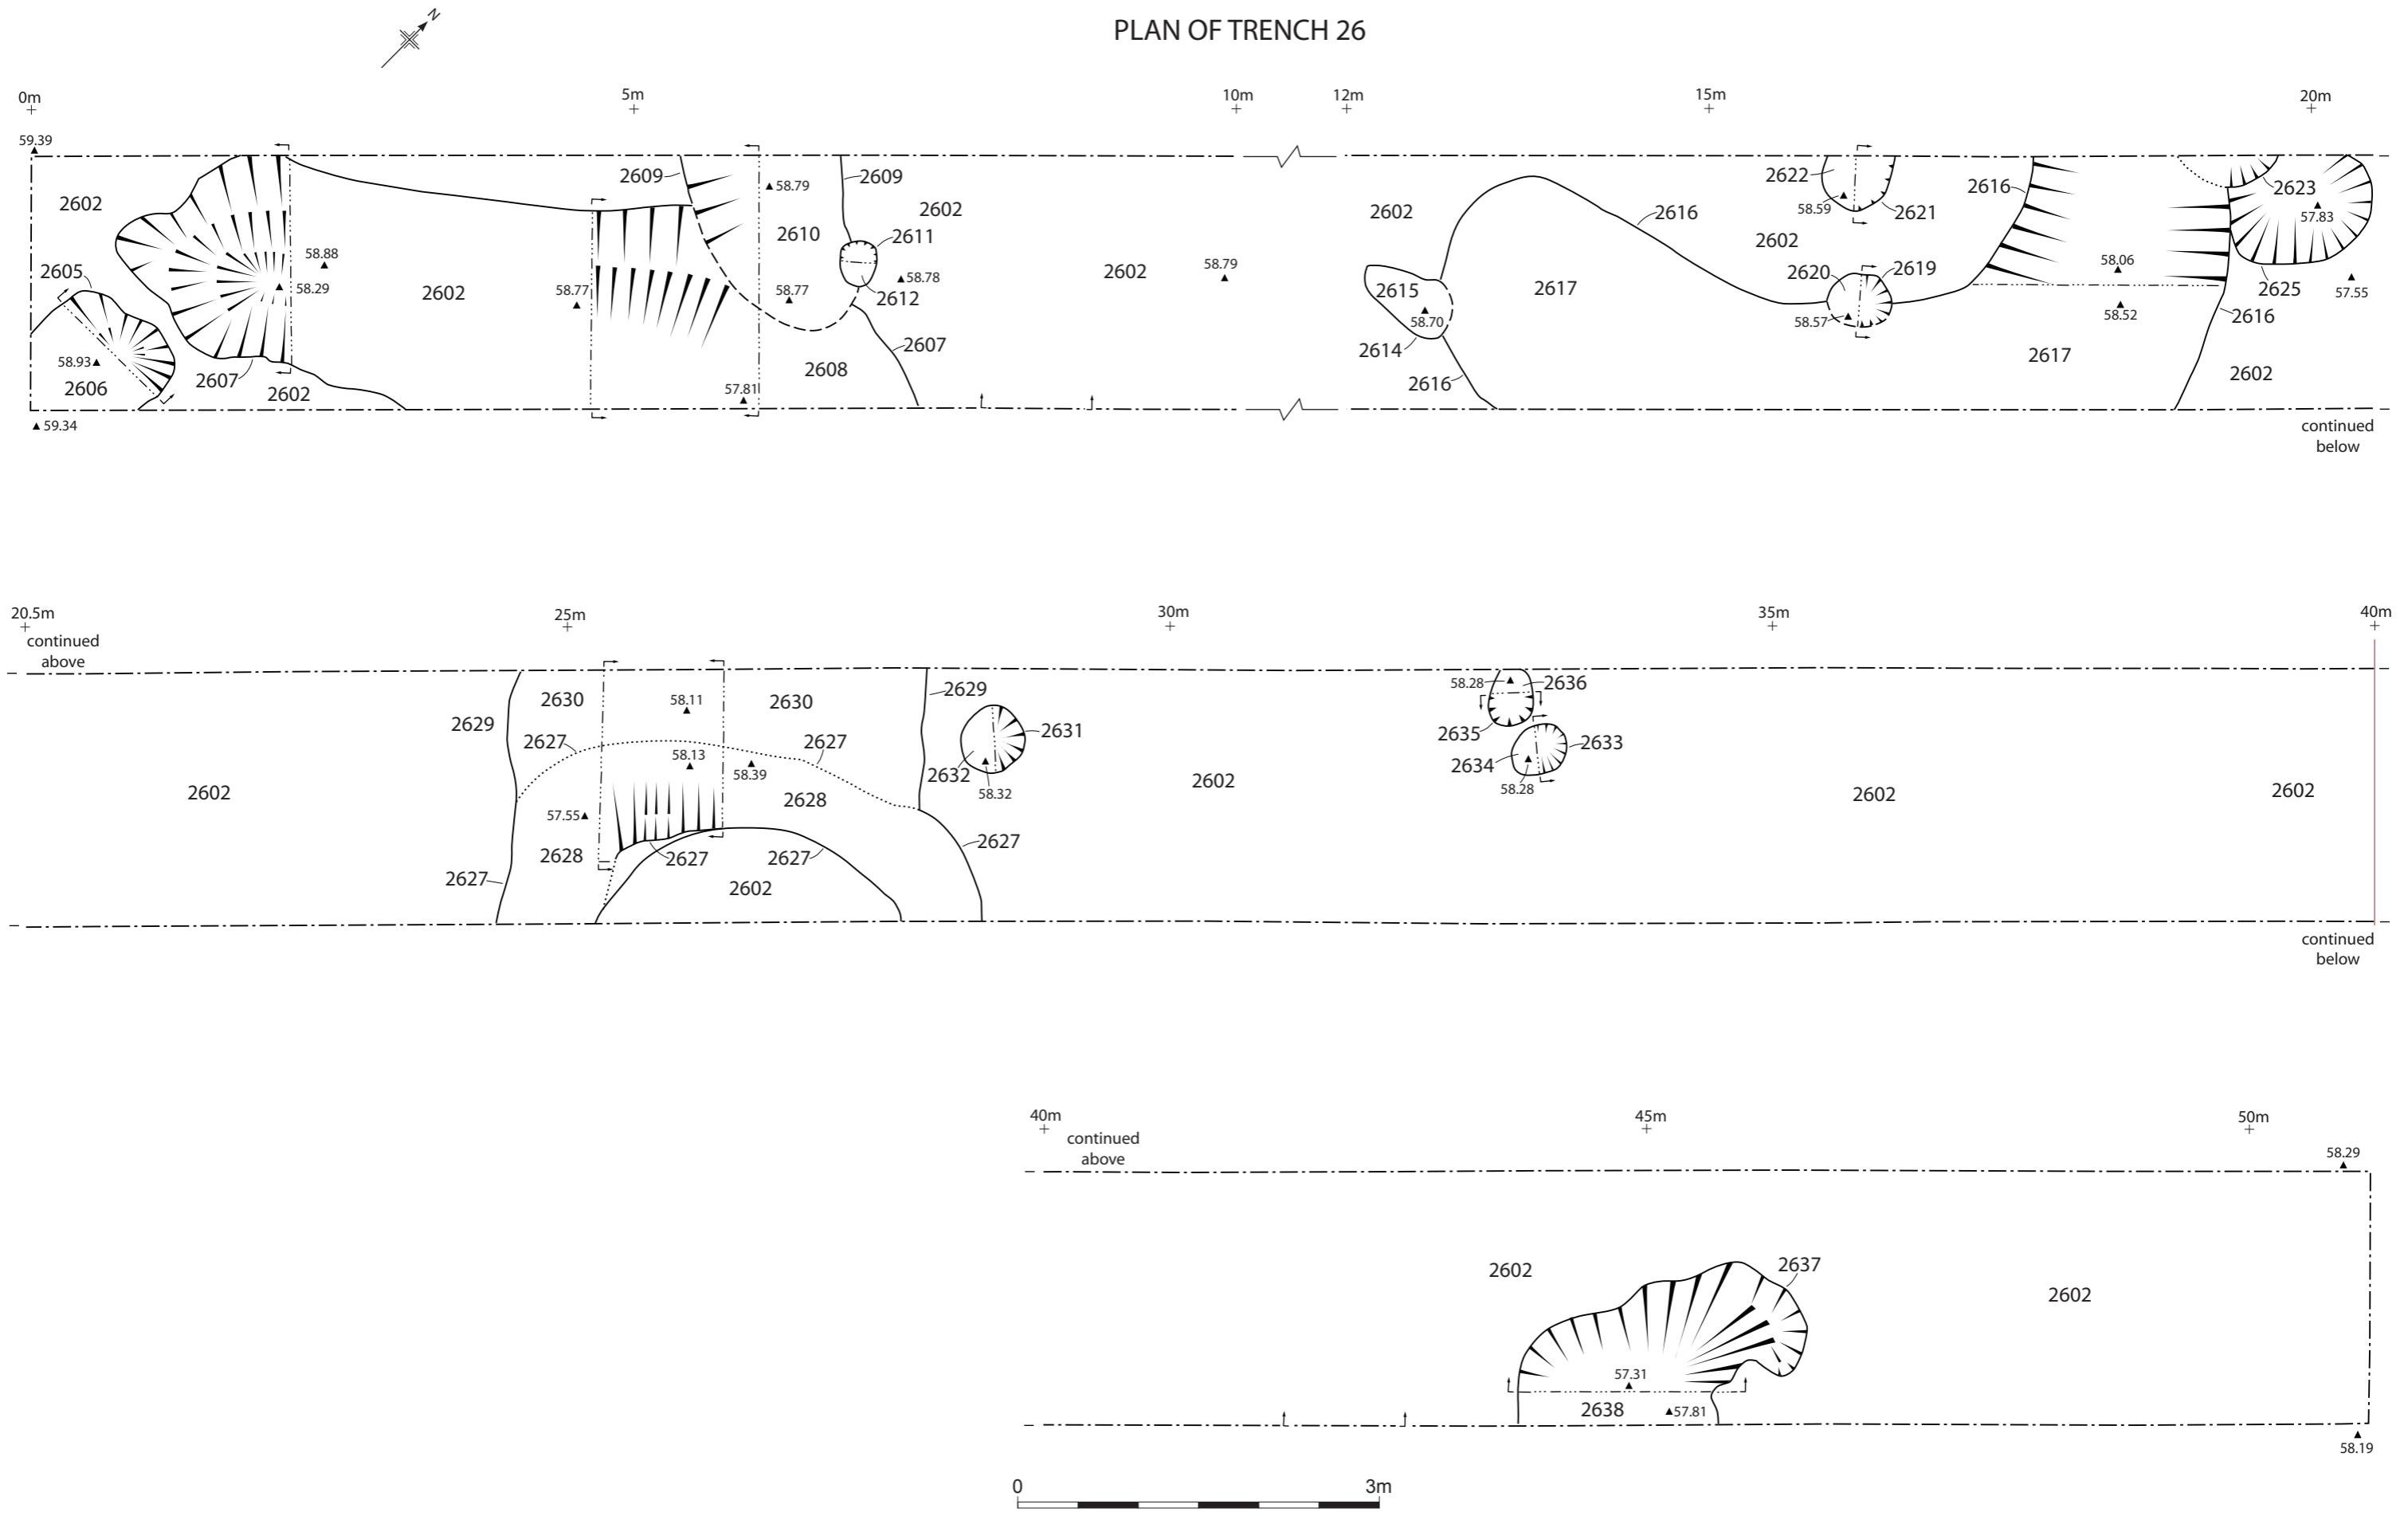 PLAN OF TRENCH 26
N
0m 5m 10m 12m 15m 20m
59.39
2609 58.79 2609 2622 2616 2623
2602 2602 2602 58.59 2616 2621 57.83
2610 2611 2602
2605 58.88 58.79 2620 2619 58.06
58.29 2602 58.77 58.77 58.78 2602 2615 2617 2625 57.55
2612 58.70 58.57 58.52 2616
58.93 2607 2614
2606 2607 2602 57.81 2608 2616 2617 2602
59.34
continued
below
20.5m 25m 30m 35m 40m
continued
above
2630 58.11 2630 2629 58.28 2636
2629 2627 2627 2631 2635 2633
58.13 58.39 2632 2634
2602 2628 58.32 2602 58.28 2602 2602
57.55
2628 2627 2627 2627
2627 2602
continued
below
40m 45m 50m
continued
above
58.29
2602 2637
2602
57.31
2638 57.81
58.19
0 3m